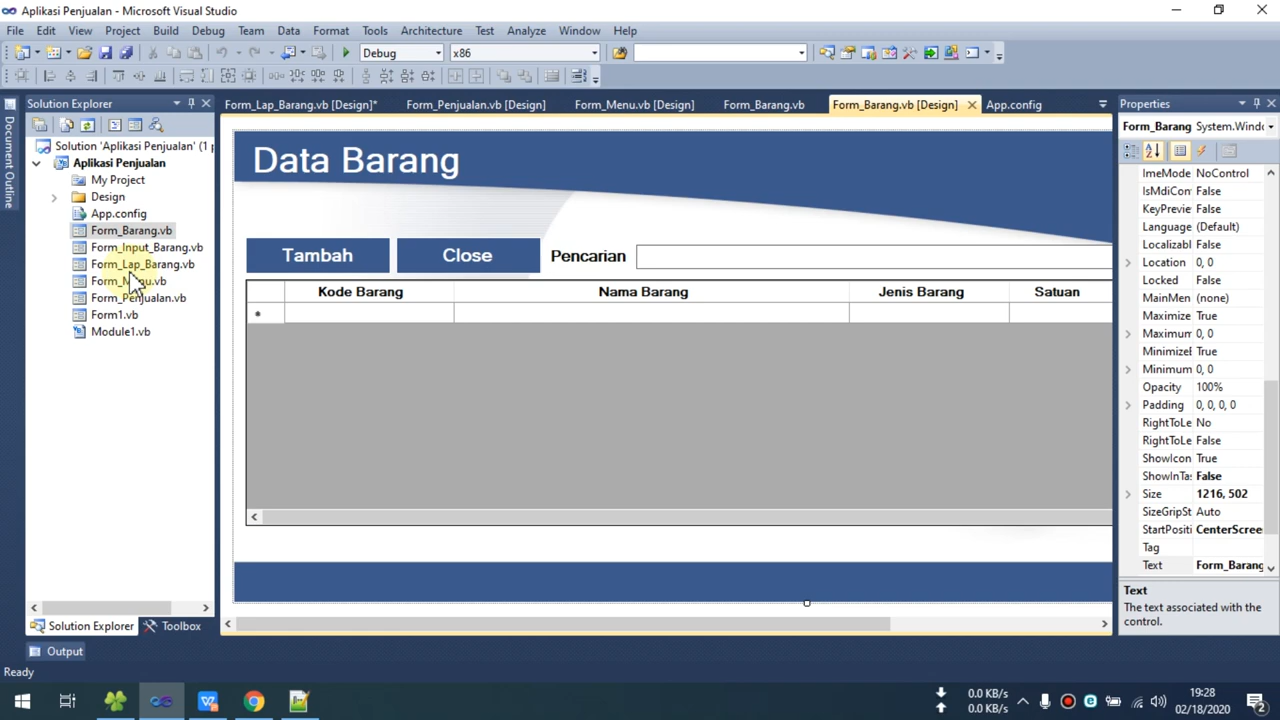 Aplikasi Penjualan - Microsoft Visual Studio
File Edit View Project Build Debug Team Data Format Tools Architecture Test Analyze Window Help
Debug x86
Solution Explorer
Form_Lap_Barang.vb [Design]* Form_Penjualan.vb [Design] Form_Menu.vb [Design] Form_Barang.vb Form_Barang.vb [Design] App.config
Properties
Document Outline
Solution 'Aplikasi Penjualan' (1 p
Aplikasi Penjualan
My Project
Design
App.config
Form_Barang.vb
Form_Input_Barang.vb
Form_Lap_Barang.vb
Form_Penjualan.vb
Form1.vb
Module1.vb
Solution Explorer Toolbox
Data Barang
Tambah Close Pencarian
Kode Barang Nama Barang Jenis Barang Satuan
*
Form_Barang System.Windo
ImeMode NoControl
IsMdiCon False
KeyPreviev False
Language (Default)
Localizabl False
Location 0, 0
Locked False
MainMen (none)
Maximize True
Maximum 0, 0
MinimizeB True
Minimum 0, 0
Opacity 100%
Padding 0, 0, 0, 0
RightToLe No
RightToLe False
ShowIcon True
ShowInTa False
Size 1216, 502
SizeGripSt Auto
StartPositi CenterScree
Tag
Text Form_Barang
Text
The text associated with the
control.
Output
Ready
0.0 KB/s
0.0 KB/s
19:28
02/18/2020
2